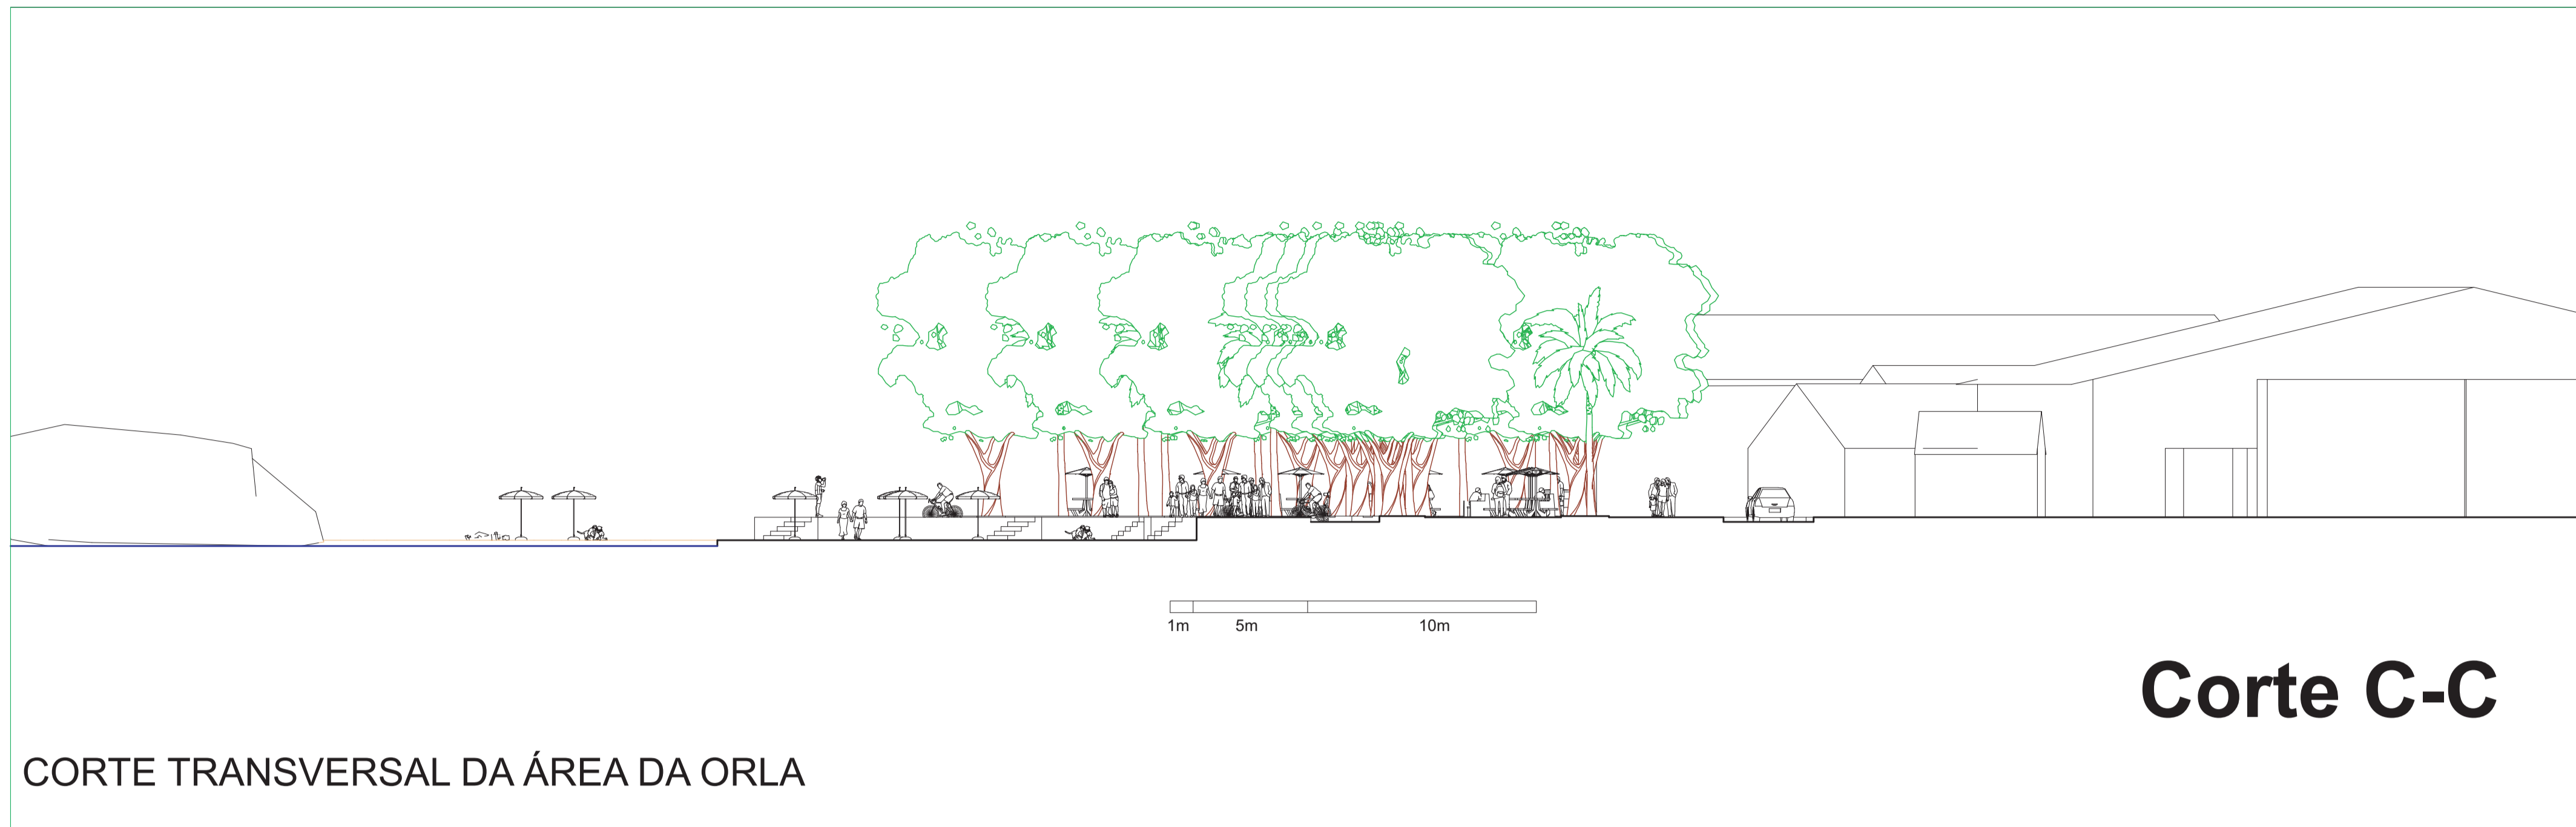 1m 5m 10m
Corte C-C
CORTE TRANSVERSAL DA ÁREA DA ORLA